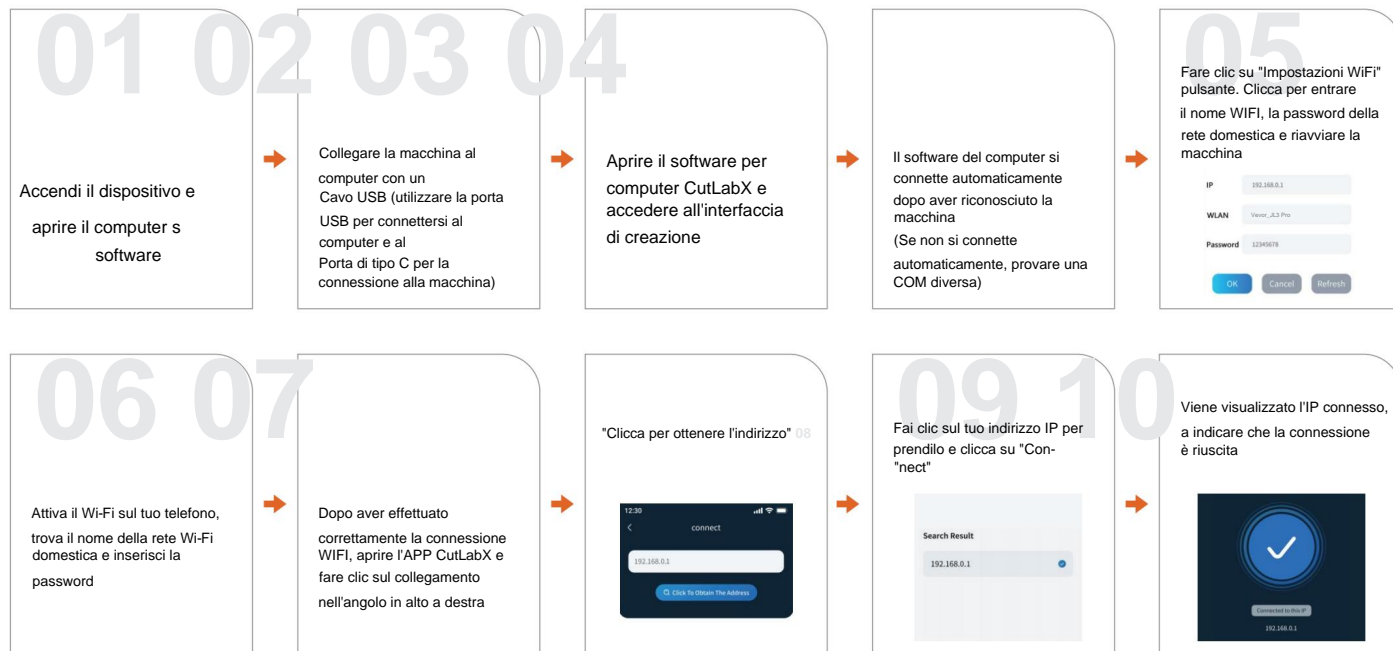 01 02 03 04
Accendi il dispositivo e
aprire il computer s
software
Collegare la macchina al
computer con un
Cavo USB (utilizzare la porta
USB per connettersi al
computer e al
Porta di tipo C per la
connessione alla macchina)
Aprire il software per
computer CutLabX e
accedere all'interfaccia
di creazione
Il software del computer si
connette automaticamente
dopo aver riconosciuto la
macchina
(Se non si connette
automaticamente, provare una
COM diversa)
05
Fare clic su "Impostazioni WiFi"
pulsante. Clicca per entrare
il nome WIFI, la password della
rete domestica e riavviare la
macchina
IP 192.168.0.1
WLAN Vevor_JL3 Pro
Password 12345678
OK Cancel Refresh
06 07
Attiva il Wi-Fi sul tuo telefono,
trova il nome della rete Wi-Fi
domestica e inserisci la
password
Dopo aver effettuato
correttamente la connessione
WIFI, aprire l'APP CutLabX e
fare clic sul collegamento
nell'angolo in alto a destra
"Clicca per ottenere l'indirizzo" 08
12:30
connect
192.168.0.1
Click To Obtain The Address
09 10
Fai clic sul tuo indirizzo IP per
prendilo e clicca su "Con-
"nect"
Search Result
192.168.0.1
Viene visualizzato l'IP connesso,
a indicare che la connessione
è riuscita
Connected to this IP
192.168.0.1